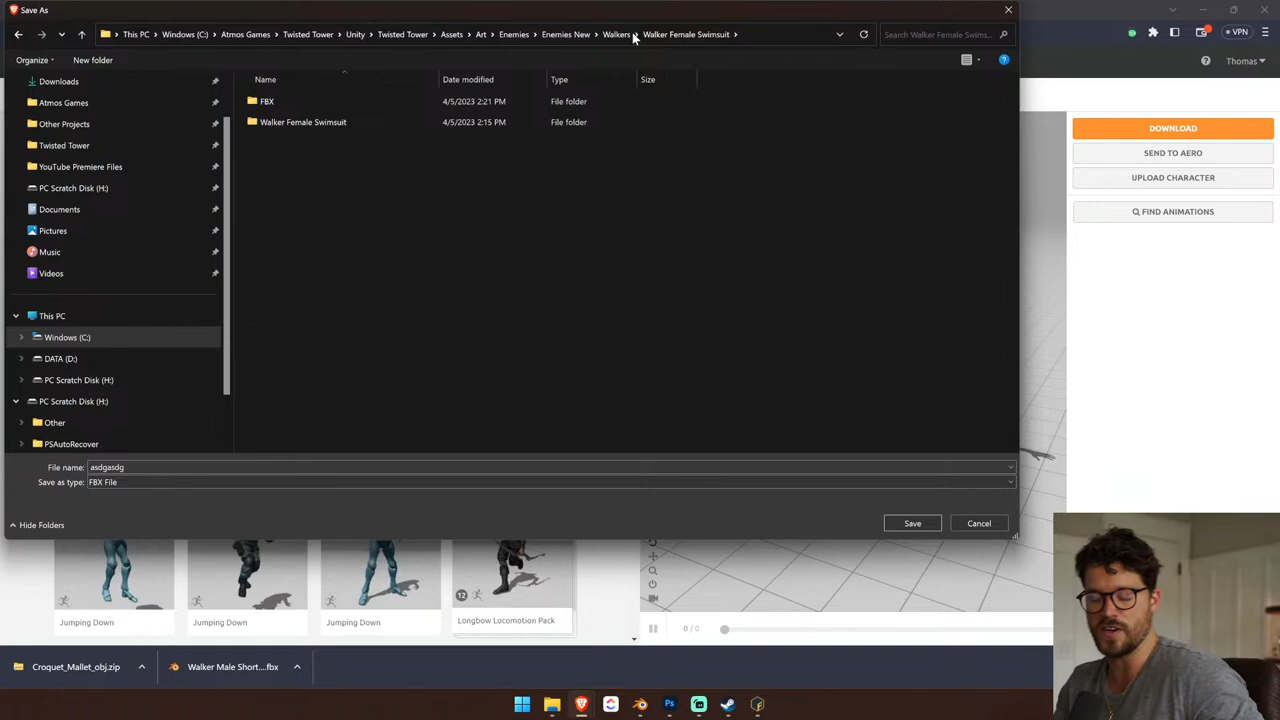 Save As
This PC > Windows (C:) > Atmos Games > Twisted Tower > Unity > Twisted Tower > Assets > Art > Enemies > Enemies New > Walkers > Walker Female Swimsuit >
Search Walker Female Swims...
VPN
Organize
New folder
?
Thomas
Name
Date modified
Type
Size
Downloads
Atmos Games
Other Projects
Twisted Tower
YouTube Premiere Files
PC Scratch Disk (H:)
Documents
Pictures
Music
Videos
This PC
Windows (C:)
DATA (D:)
PC Scratch Disk (H:)
PC Scratch Disk (H:)
Other
PSAutoRecover
FBX 4/5/2023 2:21 PM File folder
Walker Female Swimsuit 4/5/2023 2:15 PM File folder
DOWNLOAD
SEND TO AERO
UPLOAD CHARACTER
FIND ANIMATIONS
File name: asdgasdg
Save as type: FBX File
Hide Folders
Save
Cancel
12
Jumping Down
Jumping Down
Jumping Down
Longbow Locomotion Pack
0 / 0
Croquet_Mallet_obj.zip
Walker Male Short....fbx
Ps